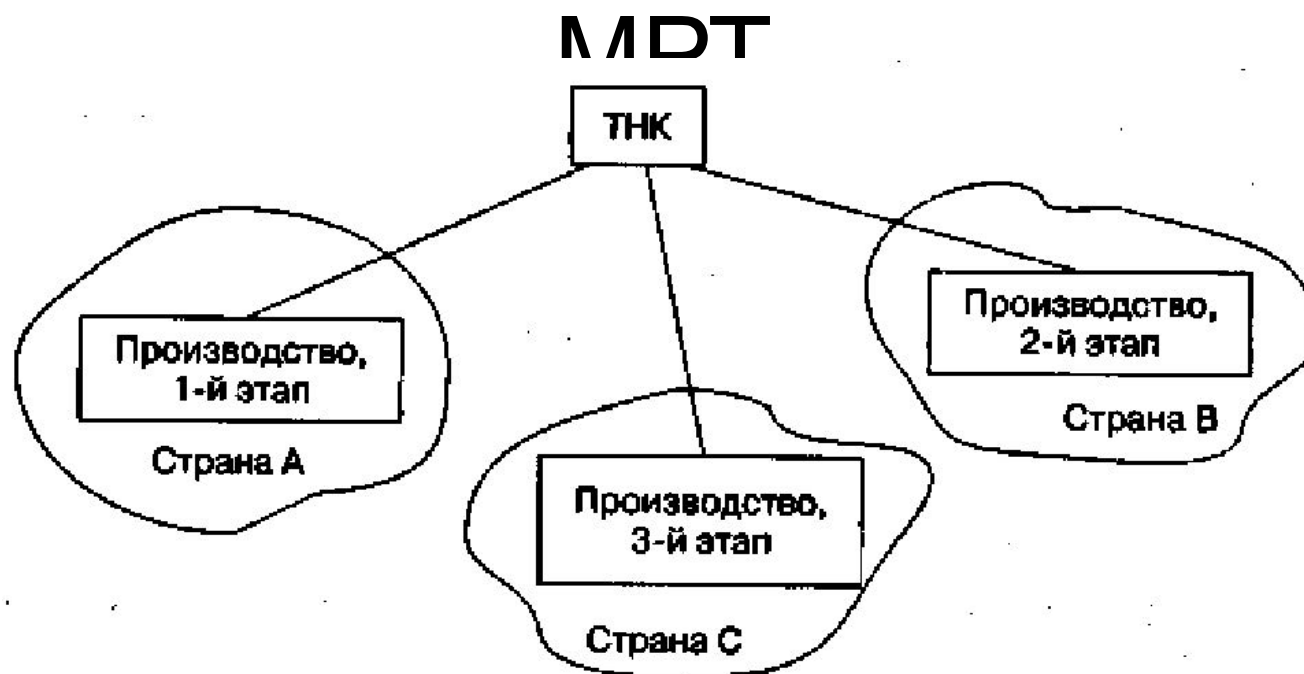 МРТ
ТНК
Производство,
1-й этап
Страна А
Производство,
2-й этап
Страна В
Производство,
3-й этап
Страна С